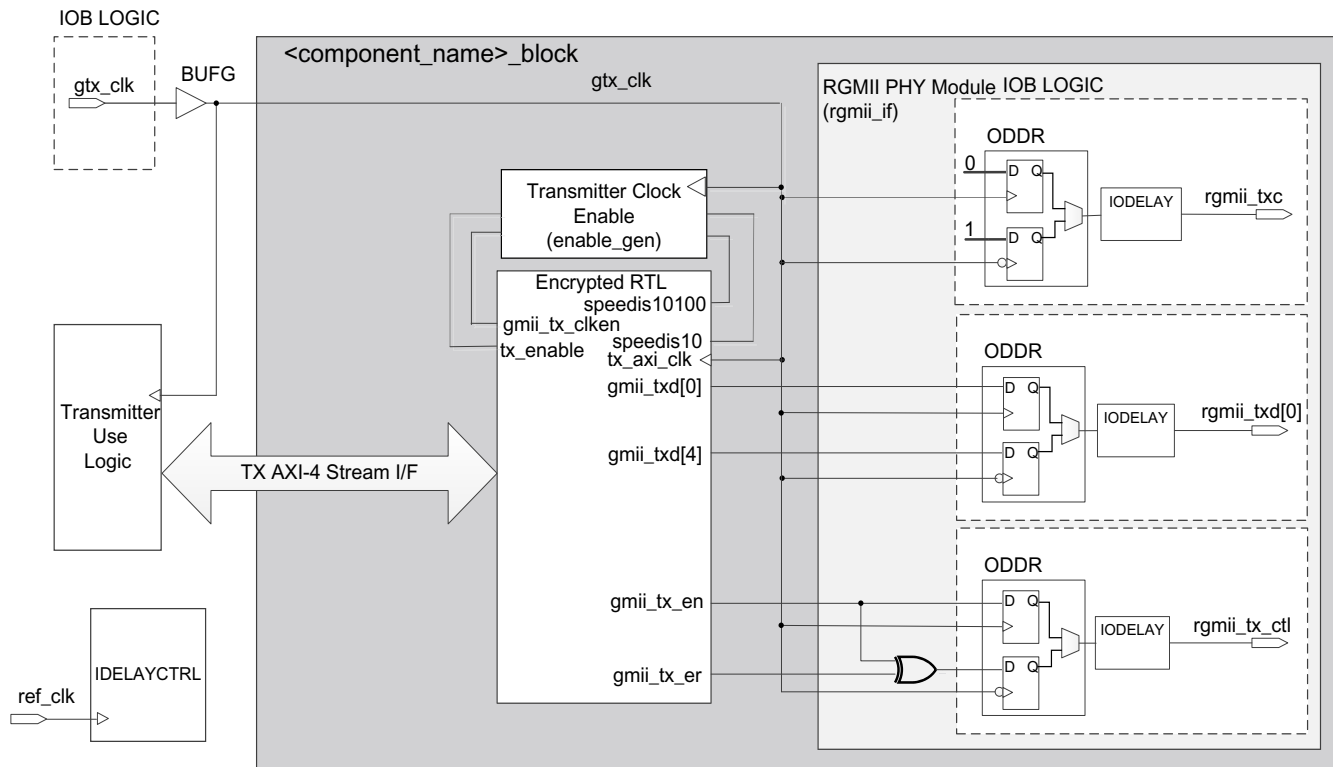 IOB LOGIC
gtx_clk
BUFG
<component_name>_block
gtx_clk
RGMII PHY Module
(rgmii_if)
IOB LOGIC
ODDR
0
D Q
1
D Q
IODELAY
rgmii_txc
Transmitter Clock
Enable
(enable_gen)
Encrypted RTL
speedis10100
gmii_tx_clken
speedis10
tx_enable
tx_axi_clk
gmii_txd[0]
gmii_txd[4]
gmii_tx_en
gmii_tx_er
ODDR
D Q
D Q
IODELAY
rgmii_txd[0]
Transmitter
Use
Logic
TX AXI-4 Stream I/F
ODDR
D Q
D Q
IODELAY
rgmii_tx_ctl
IDELAYCTRL
ref_clk